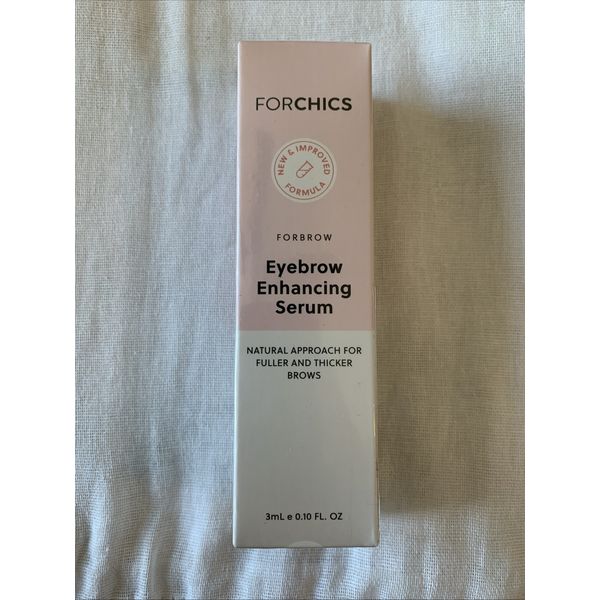 FORCHICS
NEW & IMPROVED
FORMULA
FORBROW
Eyebrow
Enhancing
Serum
NATURAL APPROACH FOR
FULLER AND THICKER
BROWS
3mL e 0.10 FL. OZ